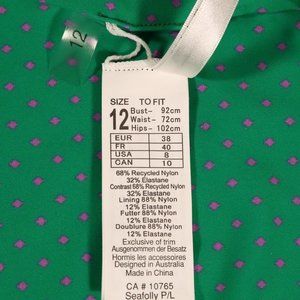 12
SIZE TO FIT
12 Bust- 92cm
Waist - 72cm
Hips - 102cm
EUR 38
FR 40
USA 8
CAN 10
68% Recycled Nylon
32% Elastane
Contrast 68% Recycled Nylon
32% Elastane
Lining 88% Nylon
12% Elastane
Futter 88% Nylon
12% Elastane
Doublure 88% Nylon
12% Elastane
Exclusive of trim
Ausgenommen der Besatz
Hormis les accessoires
Designed in Australia
Made in China
CA # 10765
Seafolly P/L